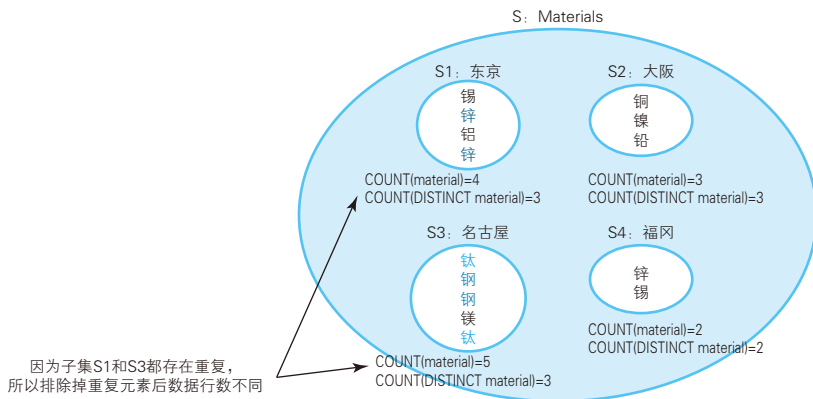 S：Materials
S1：东京
锡
锌
铝
锌
COUNT(material)=4
COUNT(DISTINCT material)=3
S2：大阪
铜
镍
铅
COUNT(material)=3
COUNT(DISTINCT material)=3
S3：名古屋
钛
钢
钢
镁
钛
COUNT(material)=5
COUNT(DISTINCT material)=3
S4：福冈
锌
锡
COUNT(material)=2
COUNT(DISTINCT material)=2
因为子集S1和S3都存在重复，
所以排除掉重复元素后数据行数不同